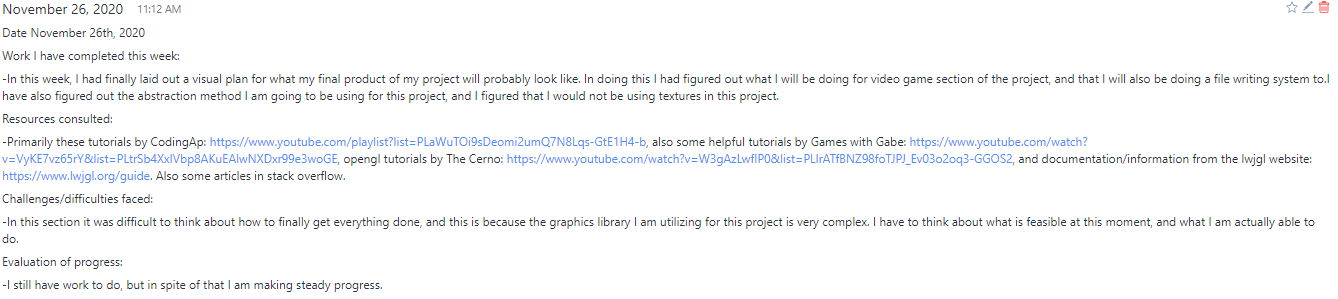 November 26, 2020 11:12 AM
Date November 26th, 2020
Work I have completed this week:
-In this week, I had finally laid out a visual plan for what my final product of my project will probably look like. In doing this I had figured out what I will be doing for video game section of the project, and that I will also be doing a file writing system to.I
have also figured out the abstraction method I am going to be using for this project, and I figured that I would not be using textures in this project.
Resources consulted:
-Primarily these tutorials by CodingAp: https://www.youtube.com/playlist?list=PLaWuTOi9sDeomi2umQ7N8Lqs-GtE1H4-b, also some helpful tutorials by Games with Gabe: https://www.youtube.com/watch?
v=VyKE7vz65rY&list=PLtrSb4XxIVbp8AKuEAlwNXDxr99e3woGE, opengl tutorials by The Cerno: https://www.youtube.com/watch?v=W3gAzLwfIP0&list=PLlrATfBNZ98foTJPJ_Ev03o2oq3-GGOS2, and documentation/information from the lwjgl website:
https://www.lwjgl.org/guide. Also some articles in stack overflow.
Challenges/difficulties faced:
-In this section it was difficult to think about how to finally get everything done, and this is because the graphics library I am utilizing for this project is very complex. I have to think about what is feasible at this moment, and what I am actually able to
do.
Evaluation of progress:
-I still have work to do, but in spite of that I am making steady progress.